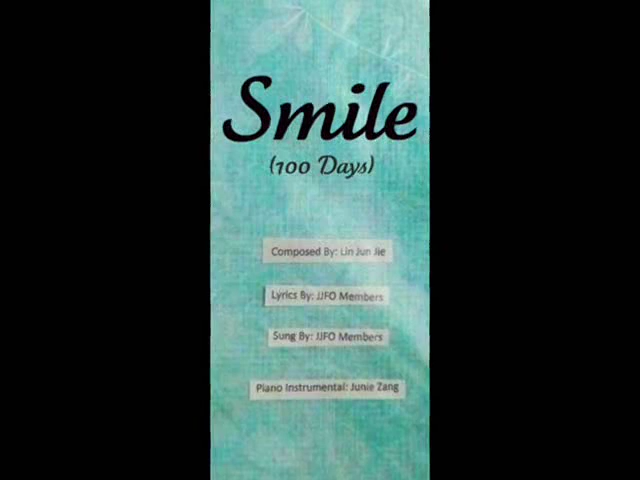 Smile
(700 Days)
Composed By: Lin Jun Jie
Lyrics By: JJFO Members
Sung By: JJFO Members
Piano Instrumental: Junie Zang